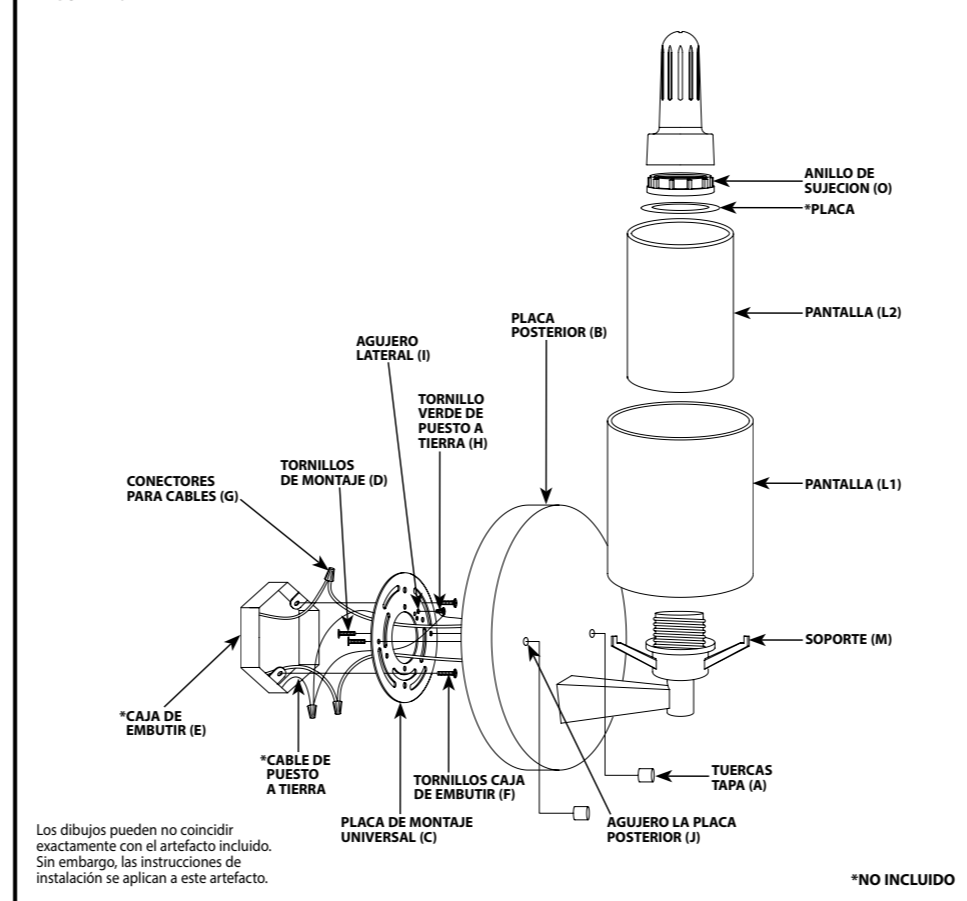 ANILLO DE
SUJECION (O)
*PLACA
PANTALLA (L2)
PLACA
POSTERIOR (B)
AGUJERO
LATERAL (I)
TORNILLO
VERDE DE
PUESTO A
TIERRA (H)
TORNILLOS
DE MONTAJE (D)
CONECTORES
PARA CABLES (G)
PANTALLA (L1)
SOPORTE (M)
*CAJA DE
EMBUTIR (E)
*CABLE DE
PUESTO
A TIERRA
TORNILLOS CAJA
DE EMBUTIR (F)
TUERCAS
TAPA (A)
PLACA DE MONTAJE
UNIVERSAL (C)
AGUJERO LA PLACA
POSTERIOR (J)
Los dibujos pueden no coincidir
exactamente con el artefacto incluido.
Sin embargo, las instrucciones de
instalación se aplican a este artefacto.
*NO INCLUIDO